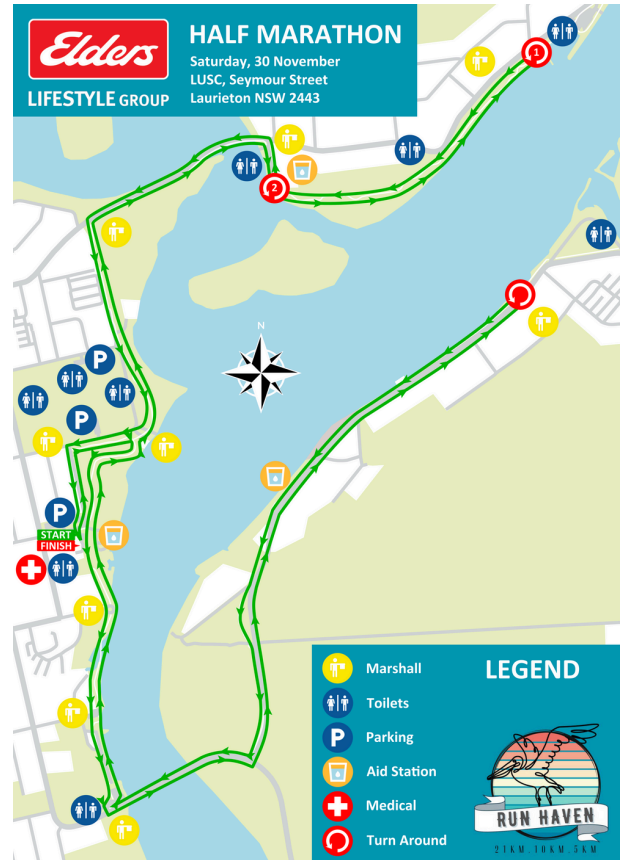 Elders
LIFESTYLE GROUP
HALF MARATHON
Saturday, 30 November
LUSC, Seymour Street
Laurieton NSW 2443
1
2
N
P
P
P
START
FINISH
LEGEND
Marshall
Toilets
P Parking
Aid Station
Medical
Turn Around
RUN HAVEN
21KM.10KM.5KM